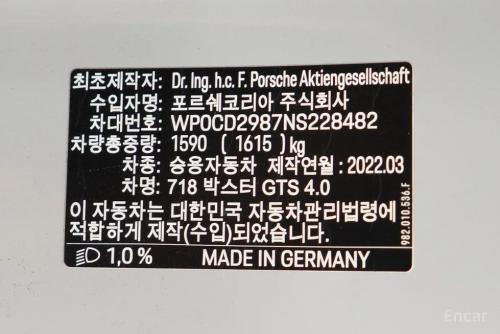 최초제작자: Dr. Ing. h.c. F. Porsche Aktiengesellschaft
수입자명: 포르쉐코리아 주식회사
차대번호: WP0CD2987NS228482
차량총중량: 1590 ( 1615 ) kg
차종: 승용자동차 제작연월 : 2022.03
차명: 718 박스터 GTS 4.0
이 자동차는 대한민국 자동차관리법령에
적합하게 제작(수입)되었습니다.
1,0 % MADE IN GERMANY
982.010.536.F
Encar